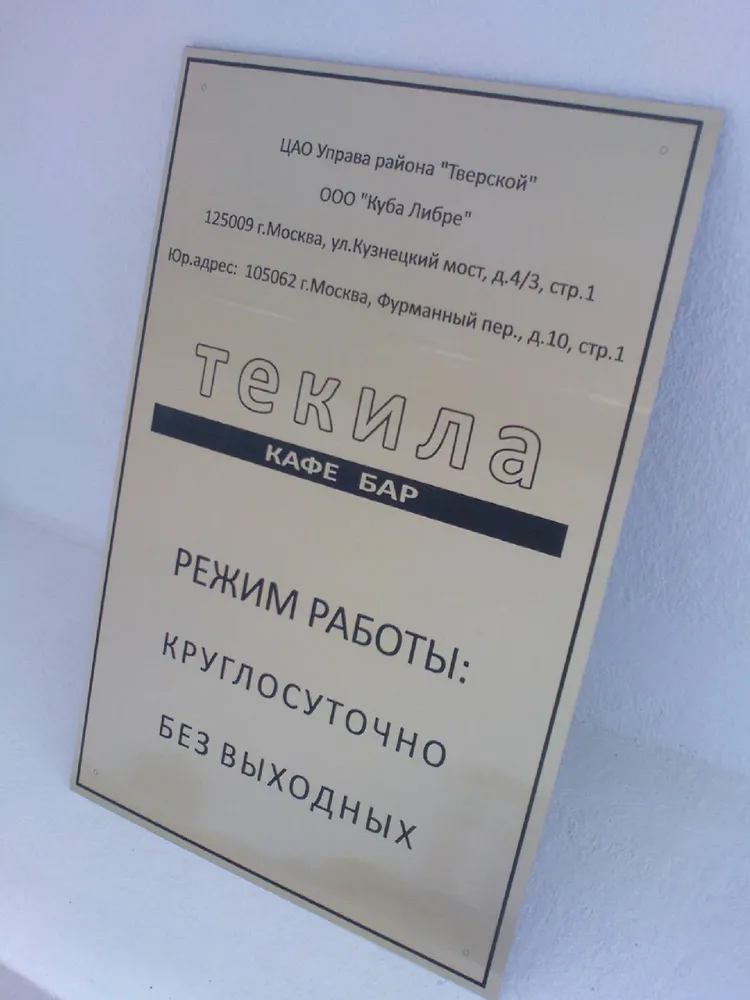 ЦАО Управа района "Тверской"
ООО "Куба Либре"
125009 г.Москва, ул.Кузнецкий мост, д.4/3, стр.1
Юр.адрес: 105062 г.Москва, Фурманный пер., д.10, стр.1
текила
КАФЕ БАР
РЕЖИМ РАБОТЫ:
КРУГЛОСУТОЧНО
БЕЗ ВЫХОДНЫХ